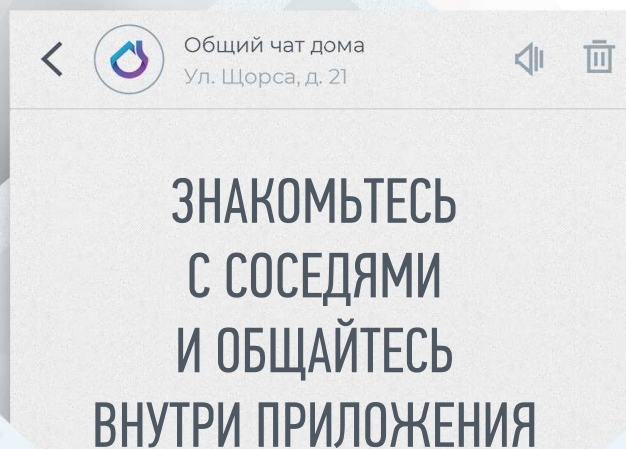 Общий чат дома
Ул. Щорса, д. 21
ЗНАКОМЬТЕСЬ
С СОСЕДЯМИ
И ОБЩАЙТЕСЬ
ВНУТРИ ПРИЛОЖЕНИЯ